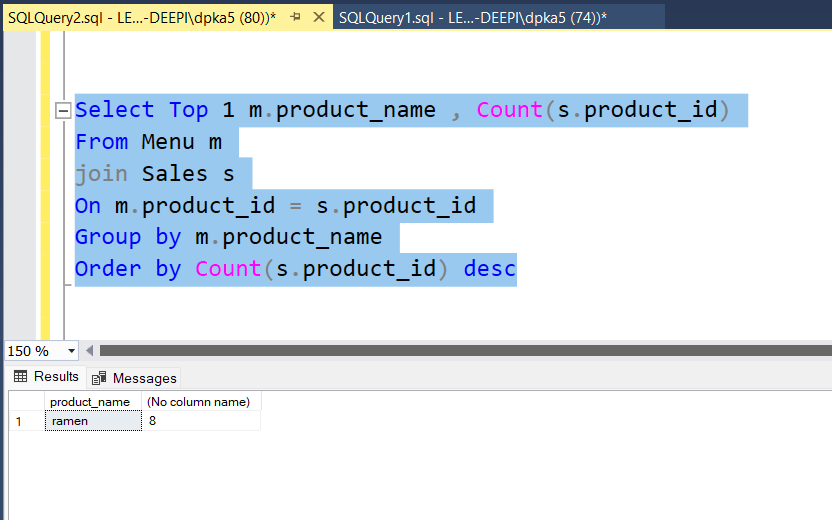 SQLQuery2.sql - LE...-DEEPI\dpka5 (80))* SQLQuery1.sql - LE...-DEEPI\dpka5 (74))*
Select Top 1 m.product_name , Count(s.product_id)
From Menu m
join Sales s
On m.product_id = s.product_id
Group by m.product_name
Order by Count(s.product_id) desc
150 %
Results Messages
product_name (No column name)
1 ramen 8